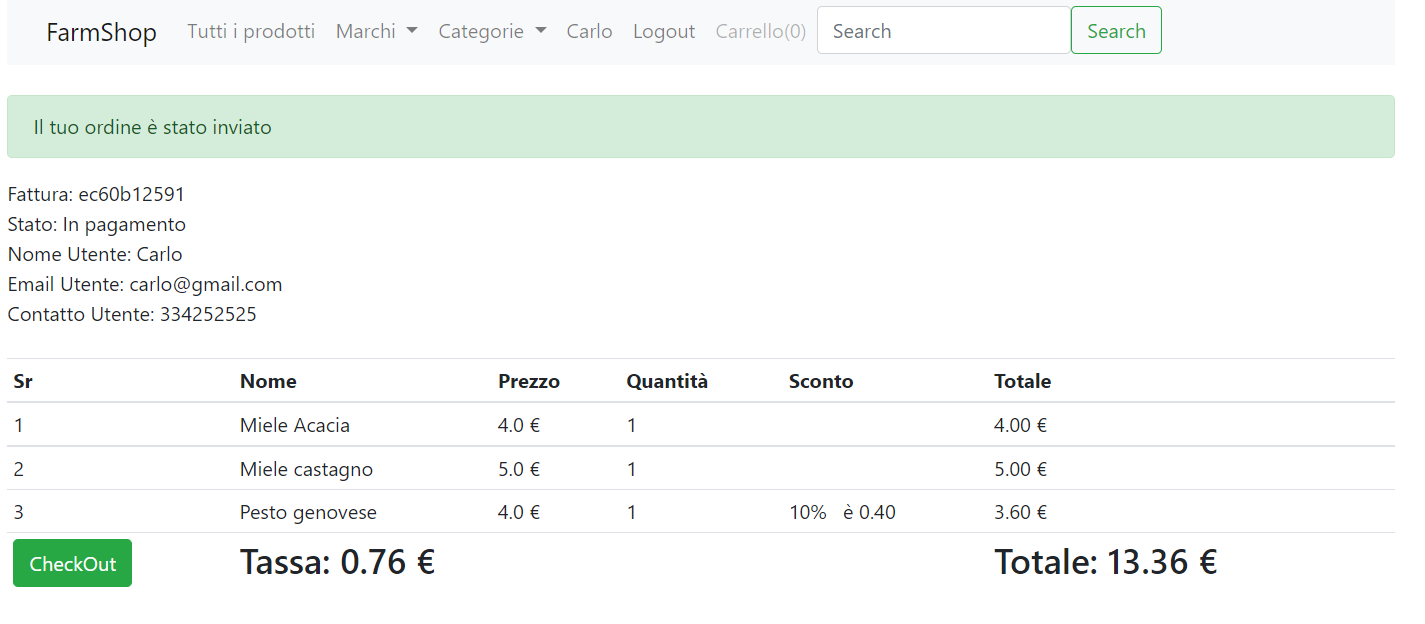 FarmShop Tutti i prodotti Marchi Categorie Carlo Logout Carrello(0) Search Search
Il tuo ordine è stato inviato
Fattura: ec60b12591
Stato: In pagamento
Nome Utente: Carlo
Email Utente: carlo@gmail.com
Contatto Utente: 334252525
Sr Nome Prezzo Quantità Sconto Totale
1 Miele Acacia 4.0 € 1 4.00 €
2 Miele castagno 5.0 € 1 5.00 €
3 Pesto genovese 4.0 € 1 10% è 0.40 3.60 €
CheckOut Tassa: 0.76 € Totale: 13.36 €